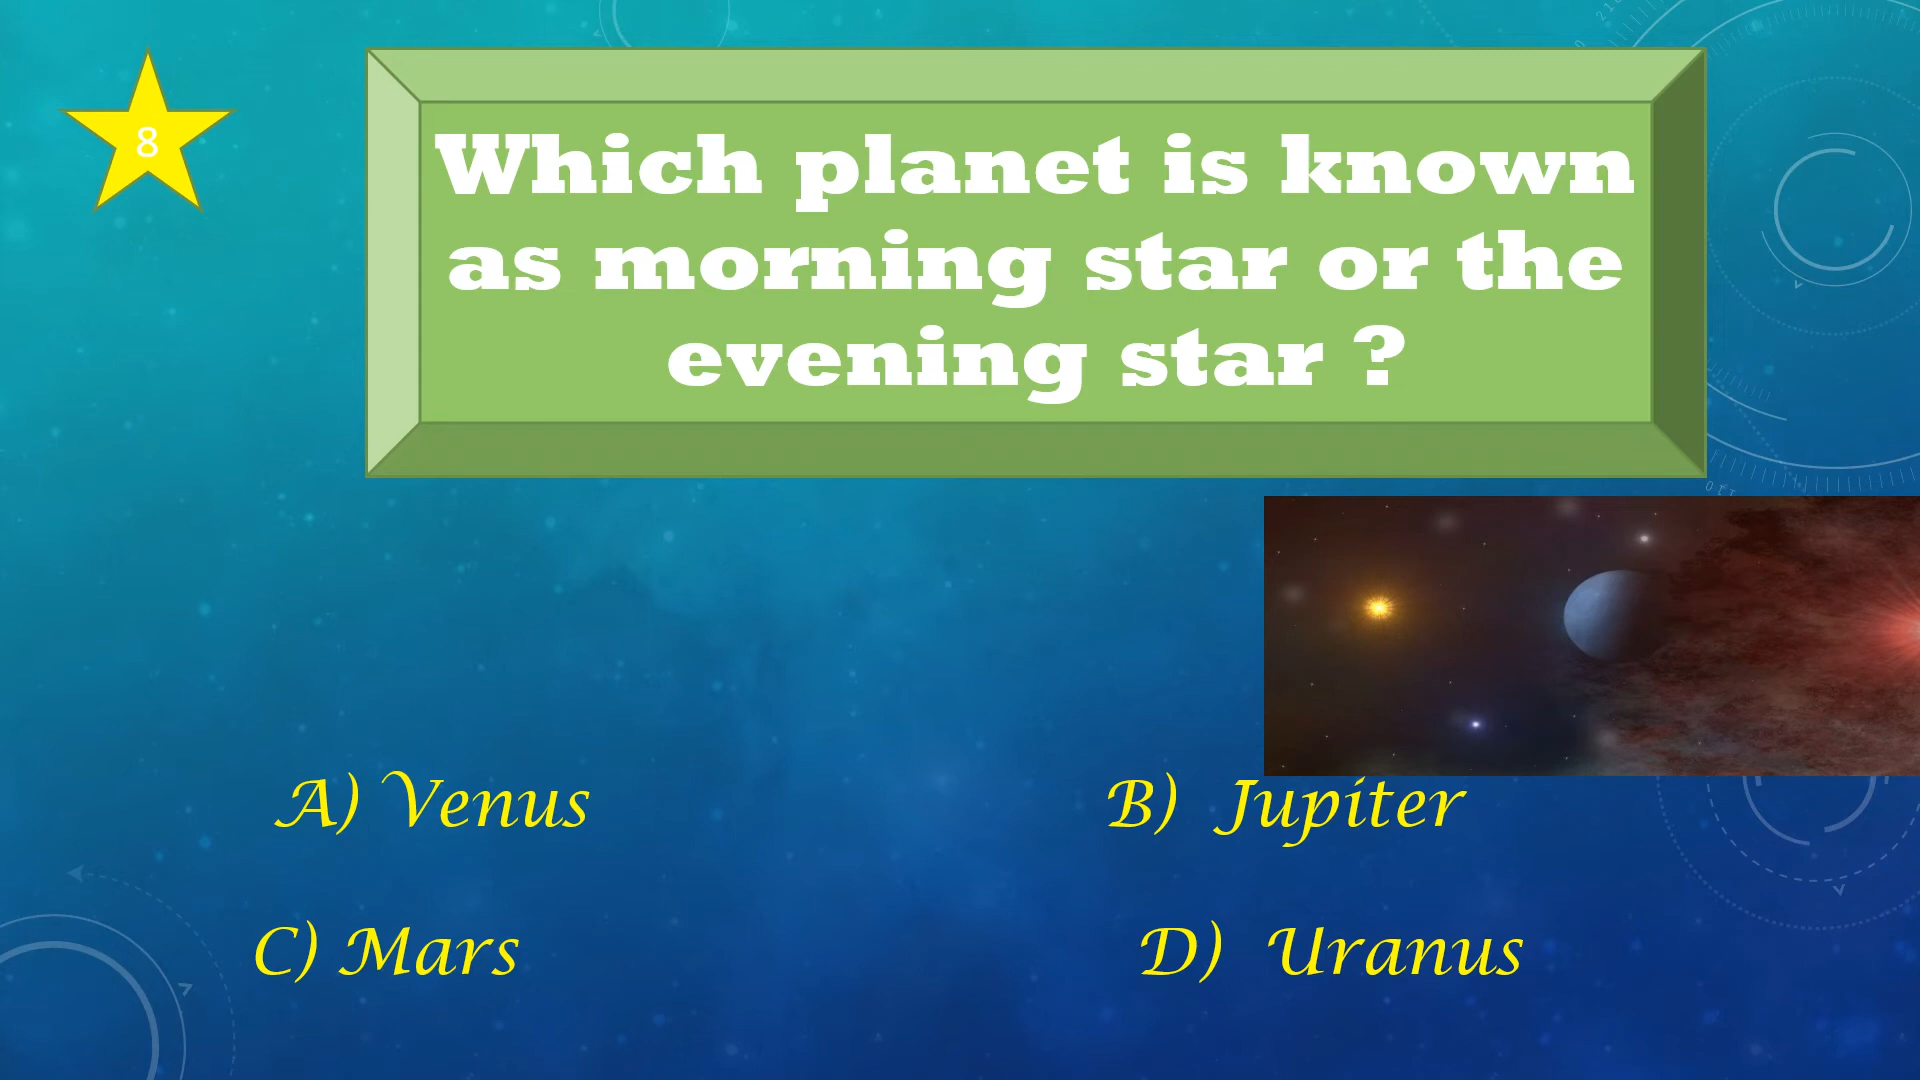 8
Which planet is known
as morning star or the
evening star ?
A) Venus
B) Jupiter
C) Mars
D) Uranus